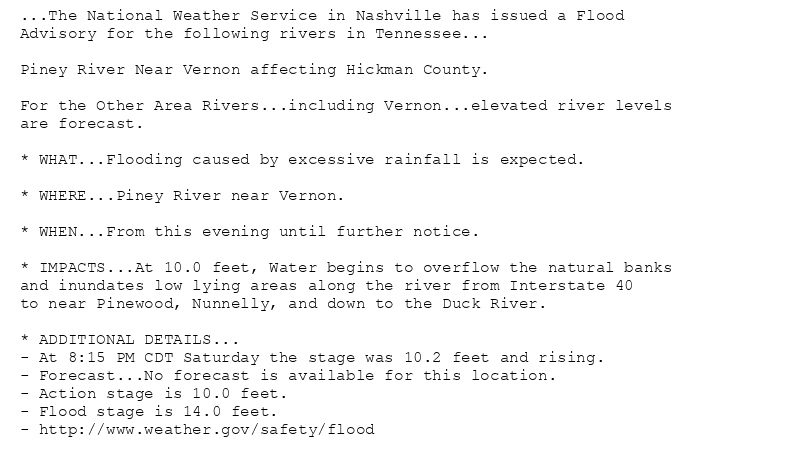 ...The National Weather Service in Nashville has issued a Flood
Advisory for the following rivers in Tennessee...
Piney River Near Vernon affecting Hickman County.
For the Other Area Rivers...including Vernon...elevated river levels
are forecast.
* WHAT...Flooding caused by excessive rainfall is expected.
* WHERE...Piney River near Vernon.
* WHEN...From this evening until further notice.
* IMPACTS...At 10.0 feet, Water begins to overflow the natural banks
and inundates low lying areas along the river from Interstate 40
to near Pinewood, Nunnelly, and down to the Duck River.
* ADDITIONAL DETAILS...
- At 8:15 PM CDT Saturday the stage was 10.2 feet and rising.
- Forecast...No forecast is available for this location.
- Action stage is 10.0 feet.
- Flood stage is 14.0 feet.
- http://www.weather.gov/safety/flood